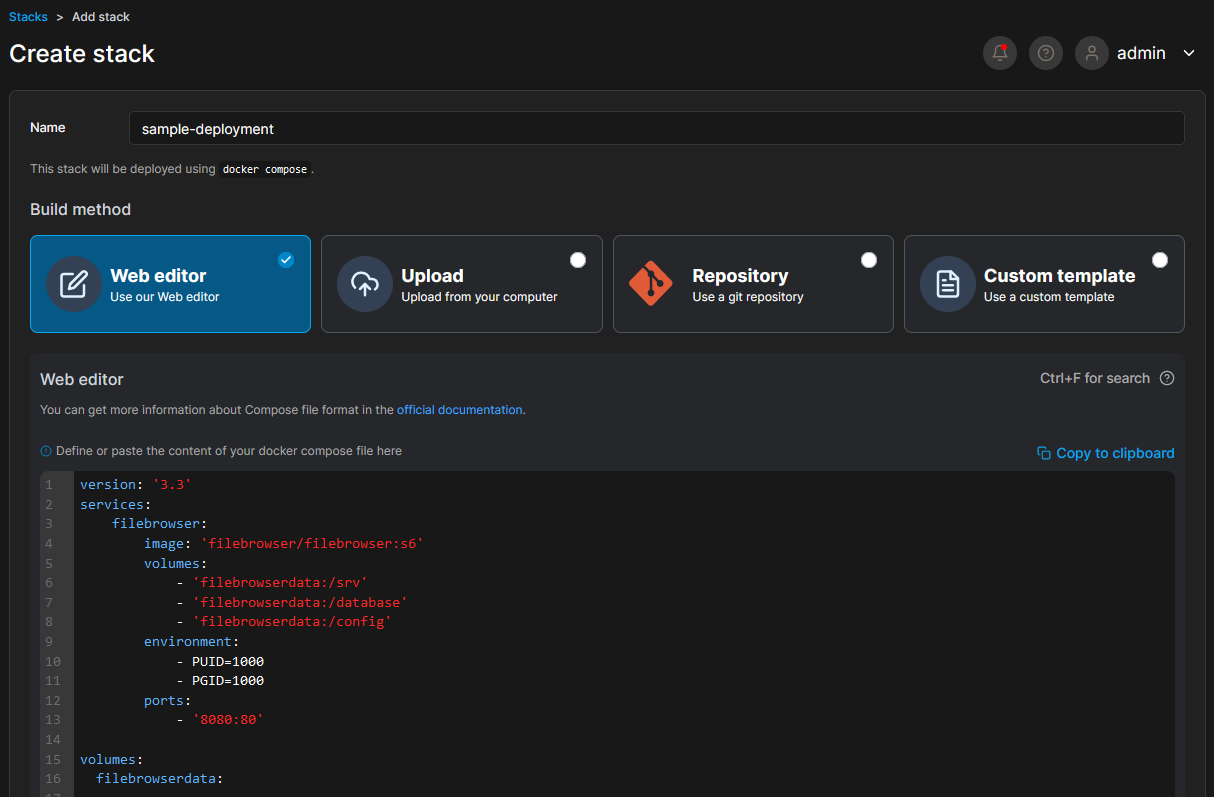 Stacks > Add stack
Create stack
admin
Name
sample-deployment
This stack will be deployed using docker compose .
Build method
Web editor
Use our Web editor
Upload
Upload from your computer
Repository
Use a git repository
Custom template
Use a custom template
Web editor
Ctrl+F for search
You can get more information about Compose file format in the official documentation.
Define or paste the content of your docker compose file here
Copy to clipboard
1 version: '3.3'
2 services:
3     filebrowser:
4         image: 'filebrowser/filebrowser:s6'
5         volumes:
6             - 'filebrowserdata:/srv'
7             - 'filebrowserdata:/database'
8             - 'filebrowserdata:/config'
9         environment:
10             - PUID=1000
11             - PGID=1000
12         ports:
13             - '8080:80'
14
15 volumes:
16   filebrowserdata: